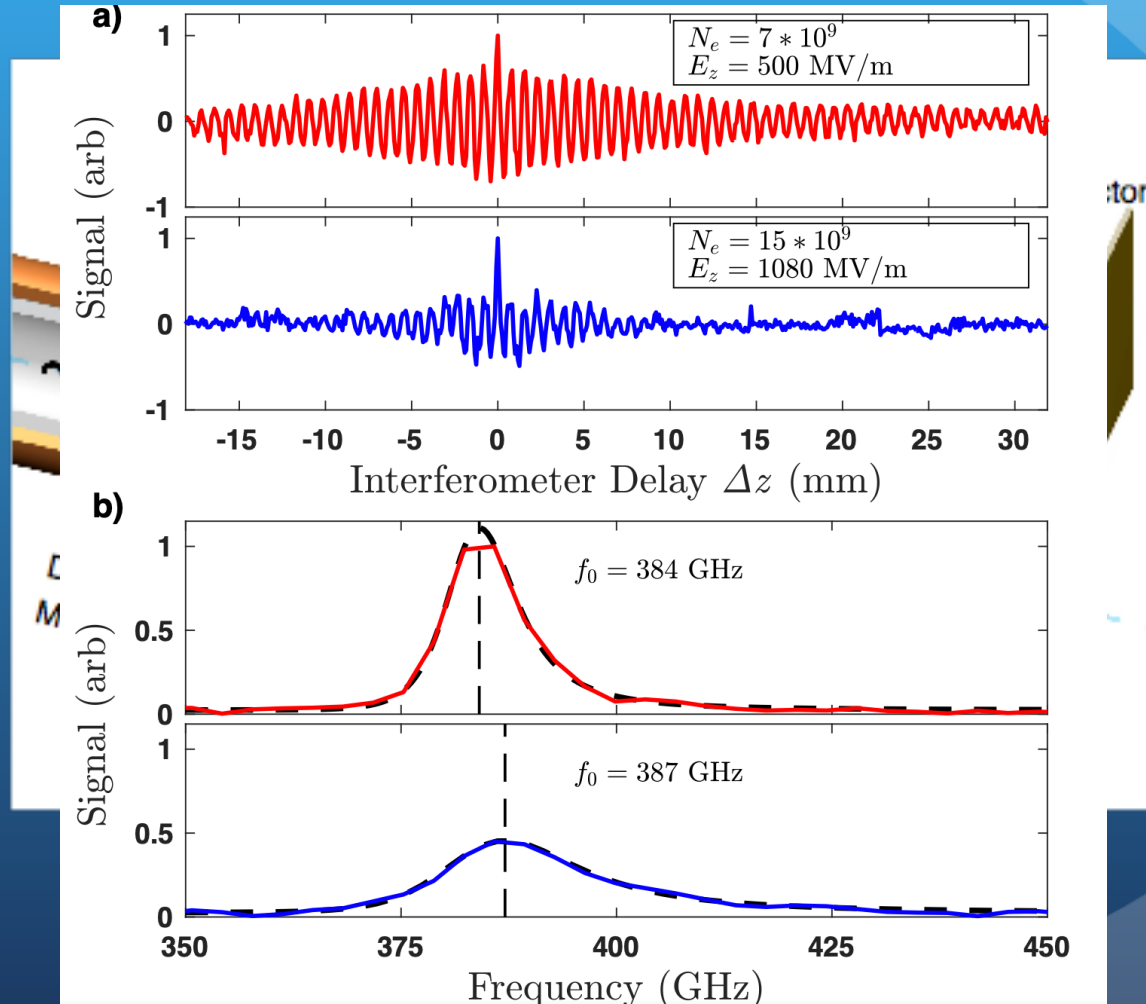 a)
1
0
-1
N_e = 7 * 10^9
E_z = 500 MV/m
1
0
-1
N_e = 15 * 10^9
E_z = 1080 MV/m
Signal (arb)
-15 -10 -5 0 5 10 15 20 25 30
Interferometer Delay Δz (mm)
b)
1
0.5
0
f_0 = 384 GHz
1
0.5
0
f_0 = 387 GHz
Signal (arb)
350 375 400 425 450
Frequency (GHz)